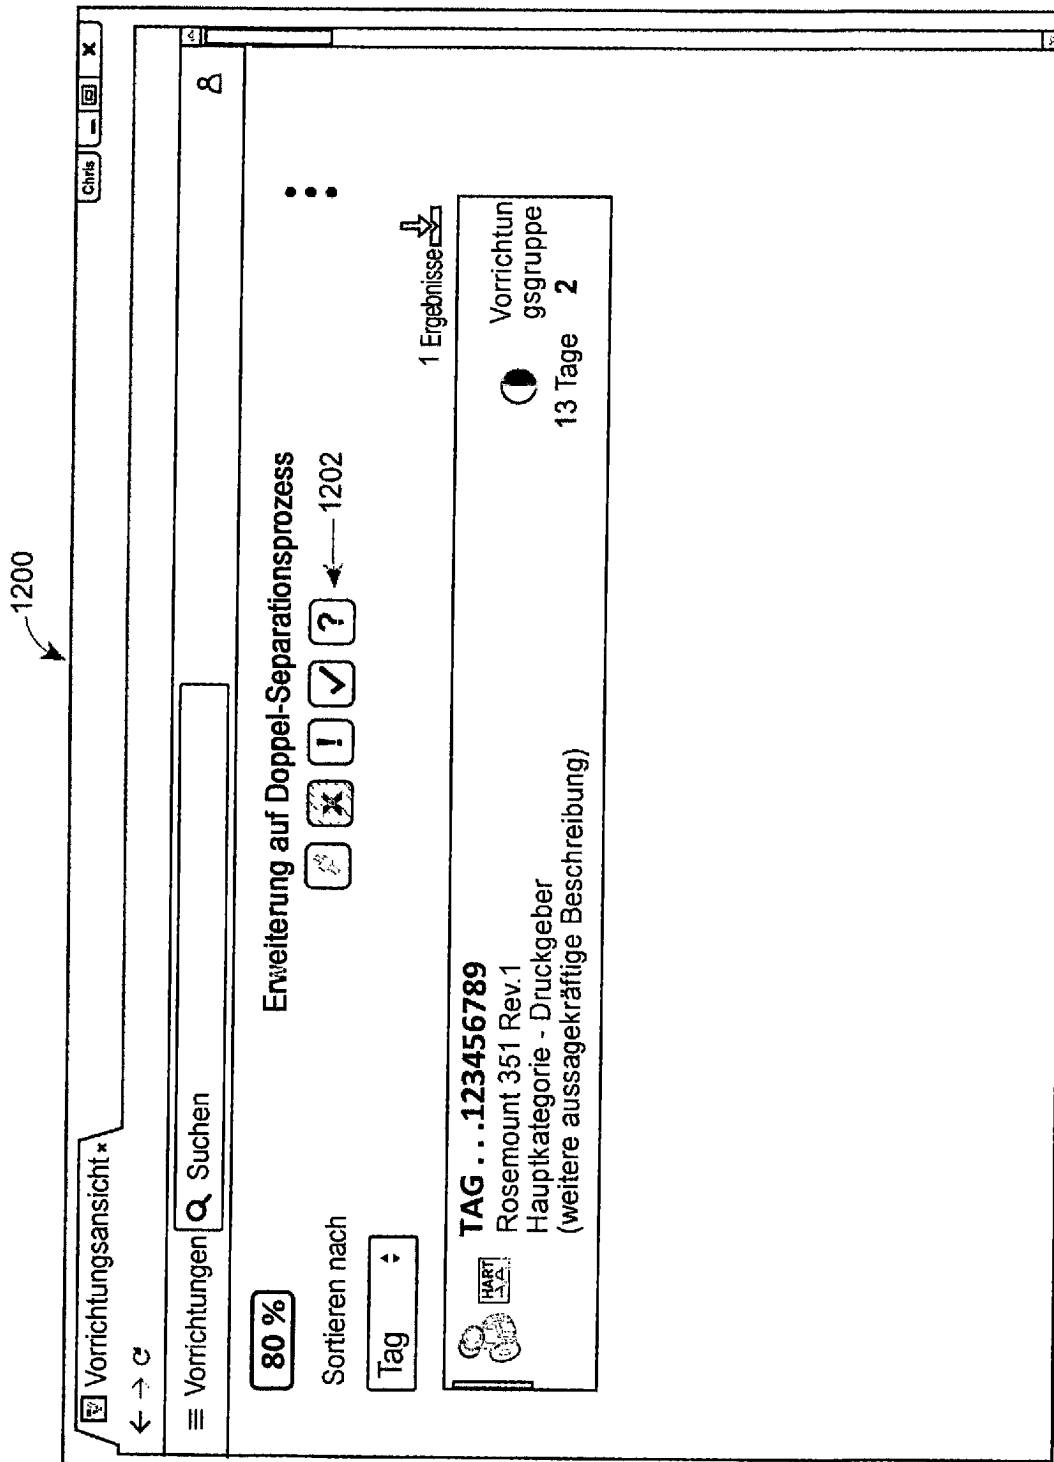 1200
Vorrichtungsansicht ×
Chris
Vorrichtungen
Suchen
80 %
Erweiterung auf Doppel-Separationsprozess
! ?
1202
Sortieren nach
Tag
1 Ergebnisse
TAG . . .123456789
HART
Rosemount 351 Rev.1
Hauptkategorie - Druckgeber
(weitere aussagekräftige Beschreibung)
13 Tage
Vorrichtun
gsgruppe
2